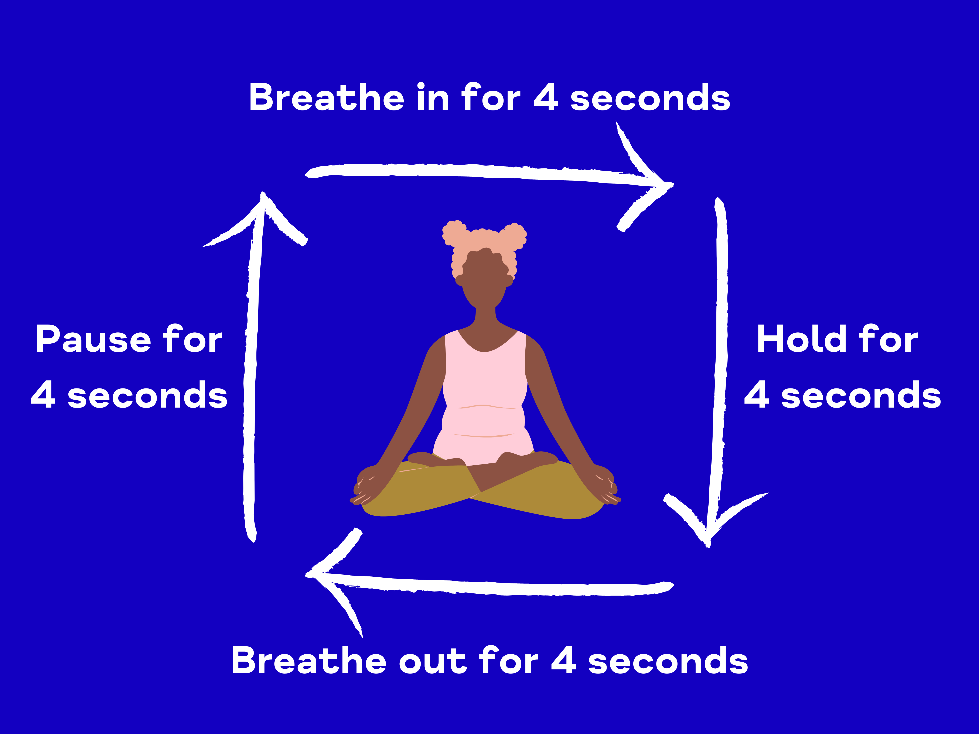 Breathe in for 4 seconds
Pause for
4 seconds
Hold for
4 seconds
Breathe out for 4 seconds